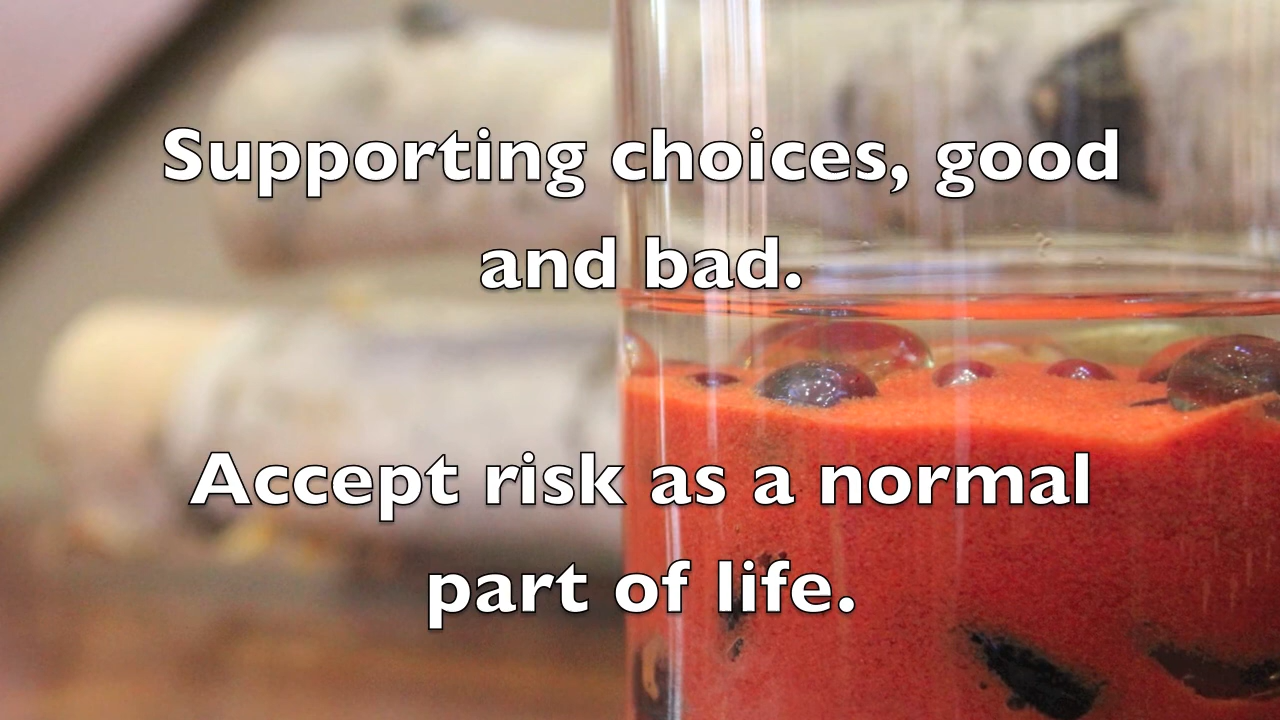 Supporting choices, good
and bad.
Accept risk as a normal
part of life.